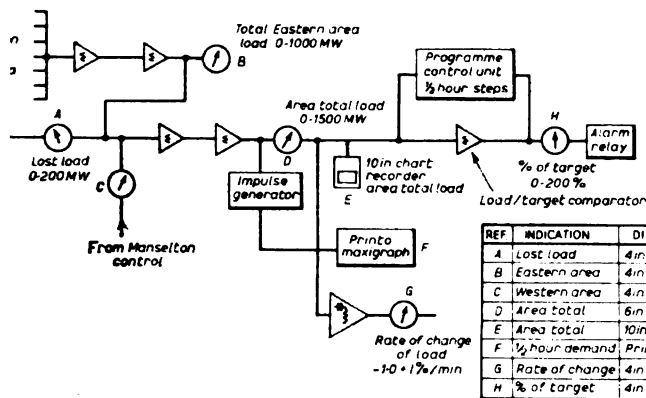 n
a
Total Eastern area
load 0-1000 MW
B
A
Lost load
0-200 MW
C
From Manselton
control
Σ
Σ
Σ
Σ
Area total load
0-1500 MW
D
Impulse
generator
10in chart
recorder
area total load
E
Printo
maxigraph
F
G
Rate of change
of load
-1·0+1%/min
Programme
control unit
½ hour steps
Σ
H
% of target
0-200 %
Alarm
relay
Load/target comparator
REF INDICATION DI
A Lost load 4in
B Eastern area 4in
C Western area 4in
D Area total 6in
E Area total 10in
F ½ hour demand Prin
G Rate of change 4in
H % of target 4in